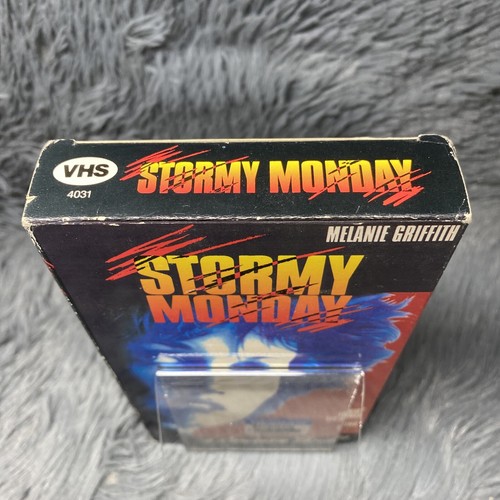 VHS
4031
STORMY MONDAY
MELANIE GRIFFITH
STORMY
MONDAY